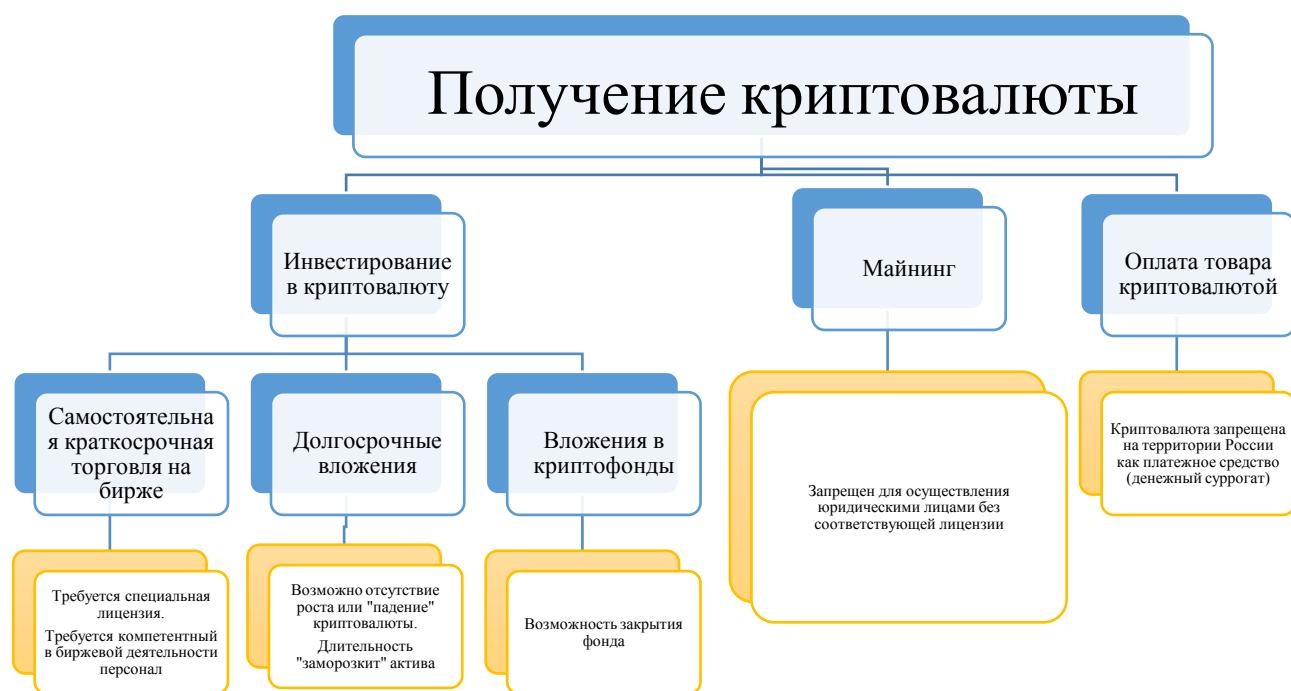 Получение криптовалюты
Инвестирование
в криптовалюту
Майнинг
Оплата товара
криптовалютой
Самостоятельна
я краткосрочная
торговля на
бирже
Долгосрочные
вложения
Вложения в
криптофонды
Запрещен для осуществления
юридическими лицами без
соответствующей лицензии
Криптовалюта запрещена
на территории России
как платежное средство
(денежный суррогат)
Требуется специальная
лицензия.
Требуется компетентный
в биржевой деятельности
персонал
Возможно отсутствие
роста или "падение"
криптовалюты.
Длительность
"заморозкит" актива
Возможность закрытия
фонда